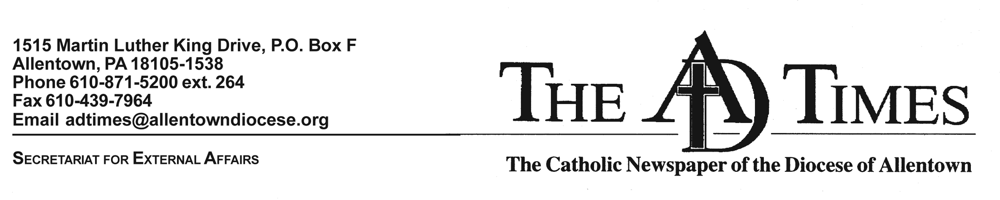 1515 Martin Luther King Drive, P.O. Box F
Allentown, PA 18105-1538
Phone 610-871-5200 ext. 264
Fax 610-439-7964
Email adtimes@allentowndiocese.org
SECRETARIAT FOR EXTERNAL AFFAIRS
THE AD TIMES
The Catholic Newspaper of the Diocese of Allentown